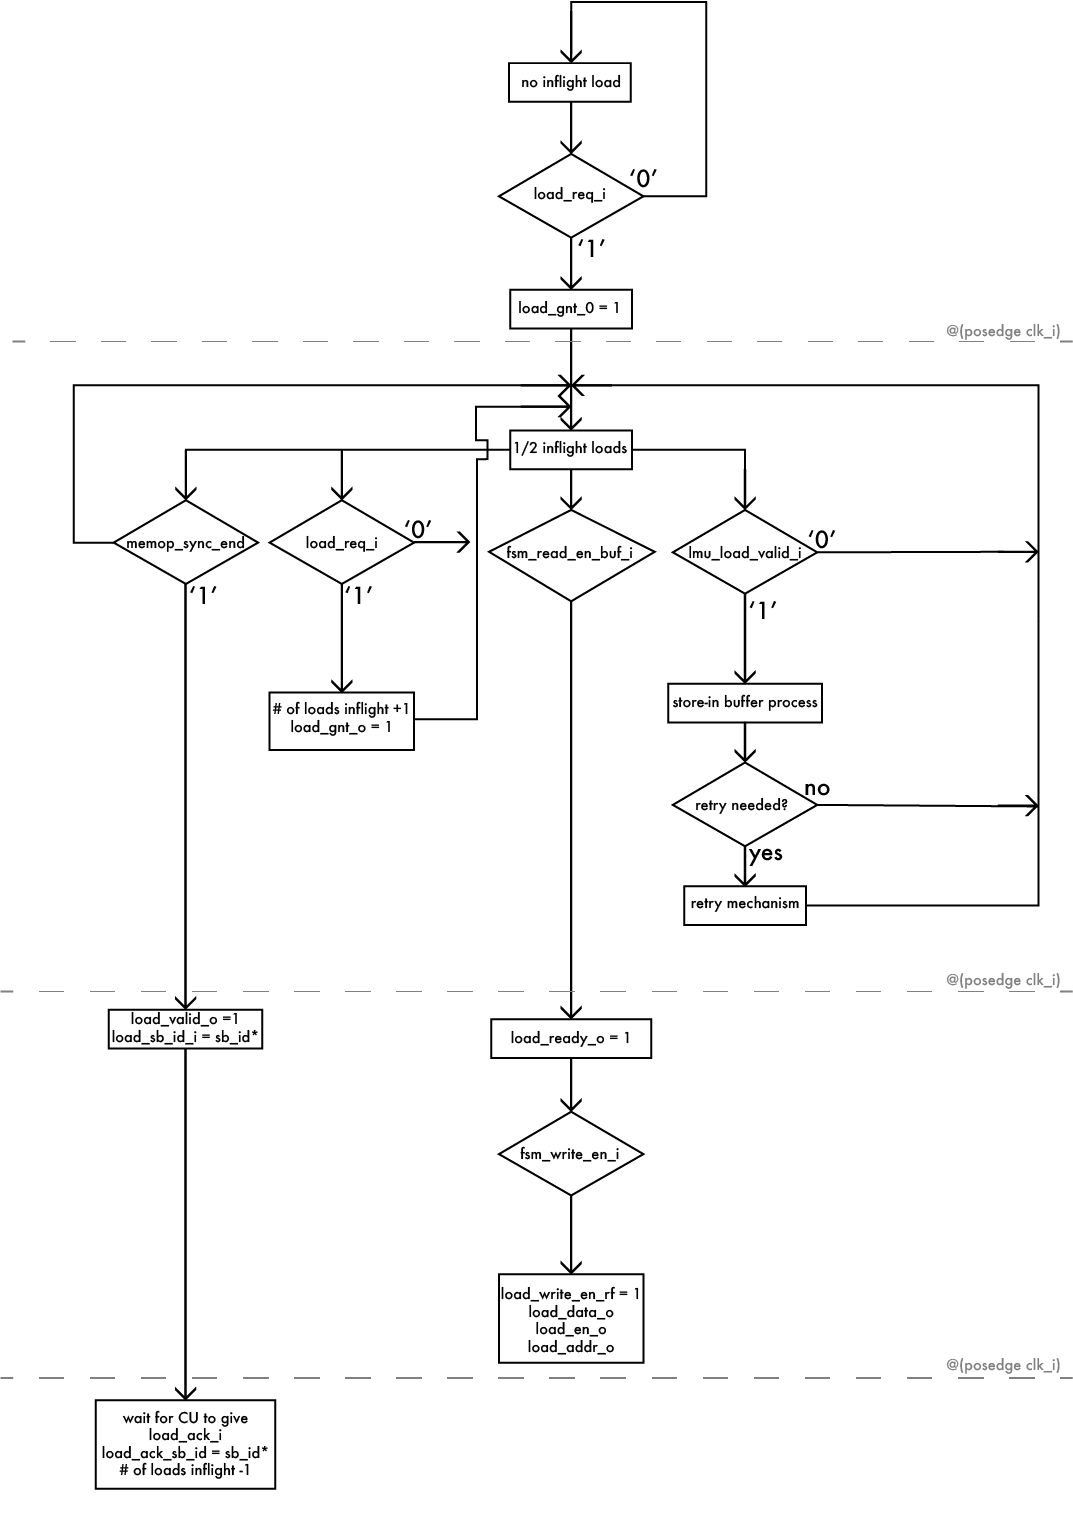 no inflight load
load_req_i
‘0’
‘1’
load_gnt_0 = 1
@(posedge clk_i)
1/2 inflight loads
memop_sync_end
‘1’
load_req_i
‘0’
‘1’
fsm_read_en_buf_i
lmu_load_valid_i
‘0’
‘1’
# of loads inflight +1
load_gnt_o = 1
store-in buffer process
retry needed?
no
yes
retry mechanism
@(posedge clk_i)
load_valid_o =1
load_sb_id_i = sb_id*
load_ready_o = 1
fsm_write_en_i
load_write_en_rf = 1
load_data_o
load_en_o
load_addr_o
@(posedge clk_i)
wait for CU to give
load_ack_i
load_ack_sb_id = sb_id*
# of loads inflight -1